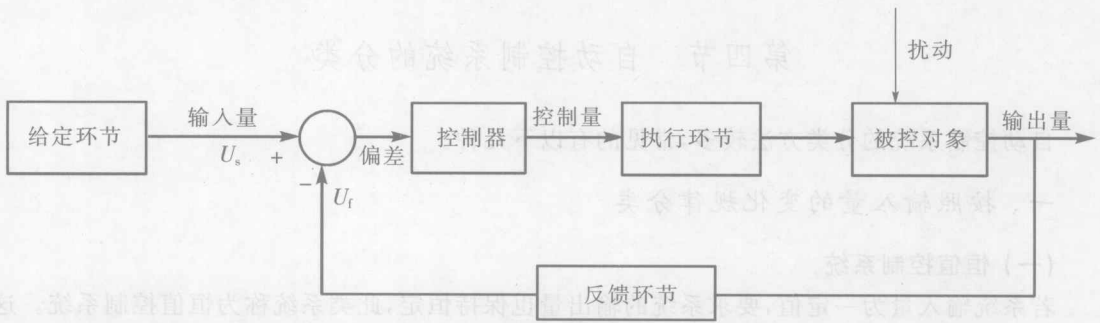 扰动
给定环节
输入量
U_s
+
−
U_f
偏差
控制器
控制量
执行环节
被控对象
输出量
反馈环节